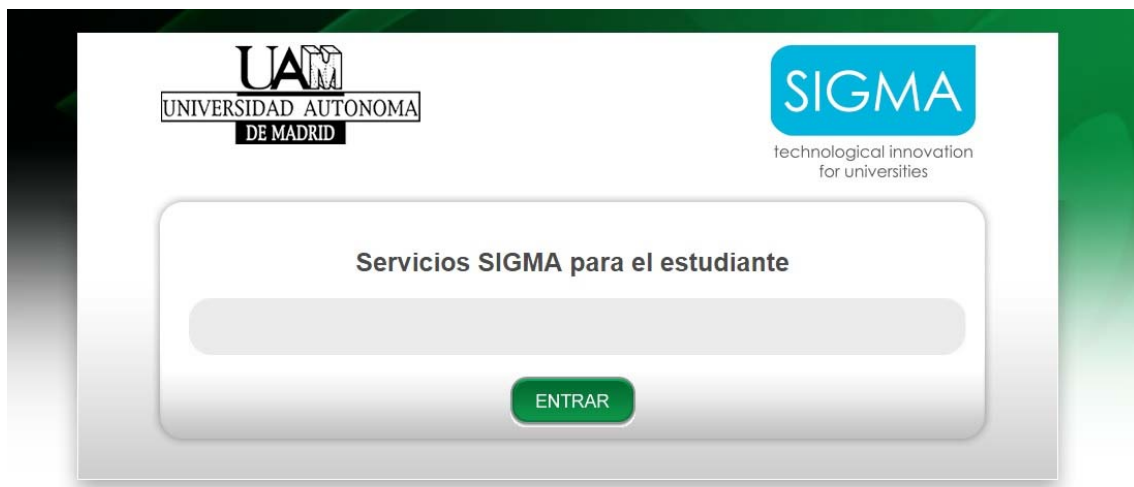 UAM
UNIVERSIDAD AUTONOMA
DE MADRID
SIGMA
technological innovation
for universities
Servicios SIGMA para el estudiante
ENTRAR